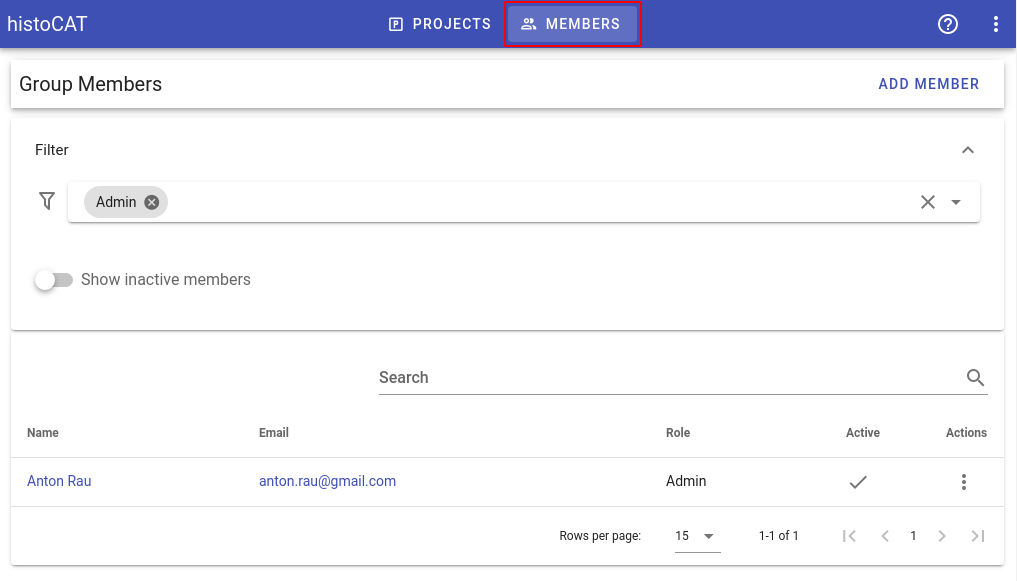 histoCAT PROJECTS MEMBERS
Group Members ADD MEMBER
Filter
Admin
Show inactive members
Search
Name Email Role Active Actions
Anton Rau anton.rau@gmail.com Admin
Rows per page: 15 1-1 of 1 1